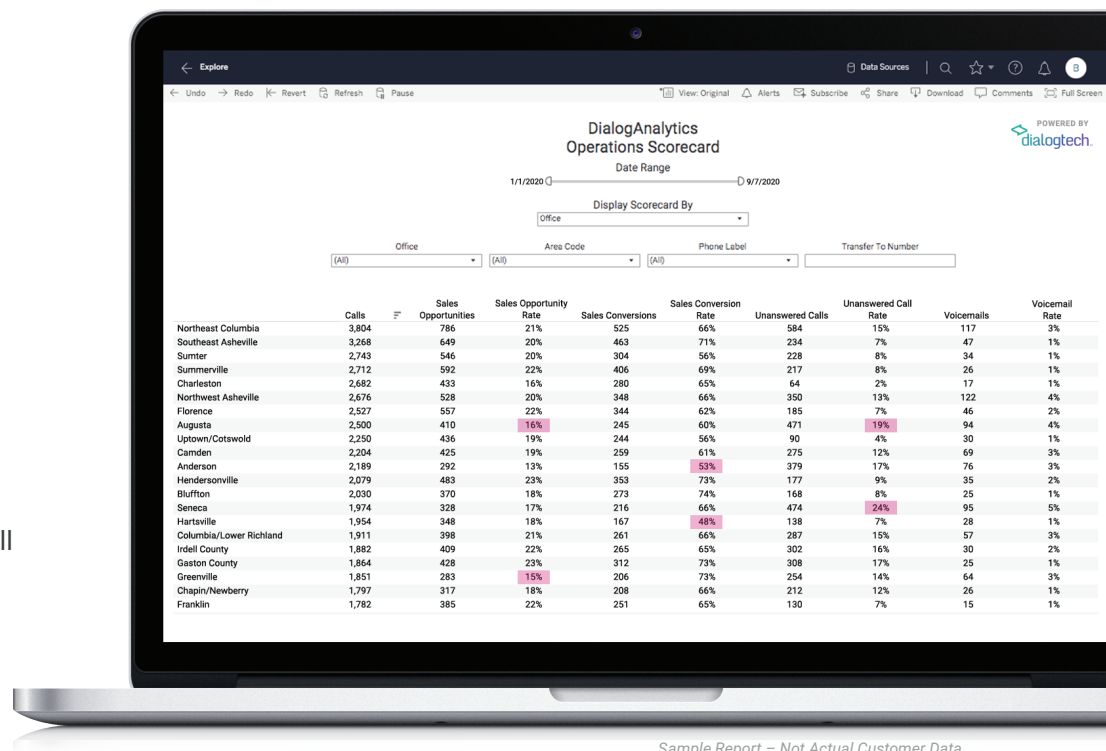 Explore
Data Sources
B
Undo Redo Revert Refresh Pause
View: Original Alerts Subscribe Share Download Comments Full Screen
DialogAnalytics
Operations Scorecard
POWERED BY
dialogtech.
Date Range
1/1/2020 9/7/2020
Display Scorecard By
Office
Office Area Code Phone Label Transfer To Number
(All) (All) (All)
Sales Sales Opportunity Sales Conversion Unanswered Call Voicemail
Calls Opportunities Rate Sales Conversions Rate Unanswered Calls Rate Voicemails Rate
Northeast Columbia 3,804 786 21% 525 66% 584 15% 117 3%
Southeast Asheville 3,268 649 20% 463 71% 234 7% 47 1%
Sumter 2,743 546 20% 304 56% 228 8% 34 1%
Summerville 2,712 592 22% 406 69% 217 8% 26 1%
Charleston 2,682 433 16% 280 65% 64 2% 17 1%
Northwest Asheville 2,676 528 20% 348 66% 350 13% 122 4%
Florence 2,527 557 22% 344 62% 185 7% 46 2%
Augusta 2,500 410 16% 245 60% 471 19% 94 4%
Uptown/Cotswold 2,250 436 19% 244 56% 90 4% 30 1%
Camden 2,204 425 19% 259 61% 275 12% 69 3%
Anderson 2,189 292 13% 155 53% 379 17% 76 3%
Hendersonville 2,079 483 23% 353 73% 177 9% 35 2%
Bluffton 2,030 370 18% 273 74% 168 8% 25 1%
Seneca 1,974 328 17% 216 66% 474 24% 95 5%
Hartsville 1,954 348 18% 167 48% 138 7% 28 1%
Columbia/Lower Richland 1,911 398 21% 261 66% 287 15% 57 3%
Irdell County 1,882 409 22% 265 65% 302 16% 30 2%
Gaston County 1,864 428 23% 312 73% 308 17% 25 1%
Greenville 1,851 283 15% 206 73% 254 14% 64 3%
Chapin/Newberry 1,797 317 18% 208 66% 212 12% 26 1%
Franklin 1,782 385 22% 251 65% 130 7% 15 1%
ll
Sample Report – Not Actual Customer Data